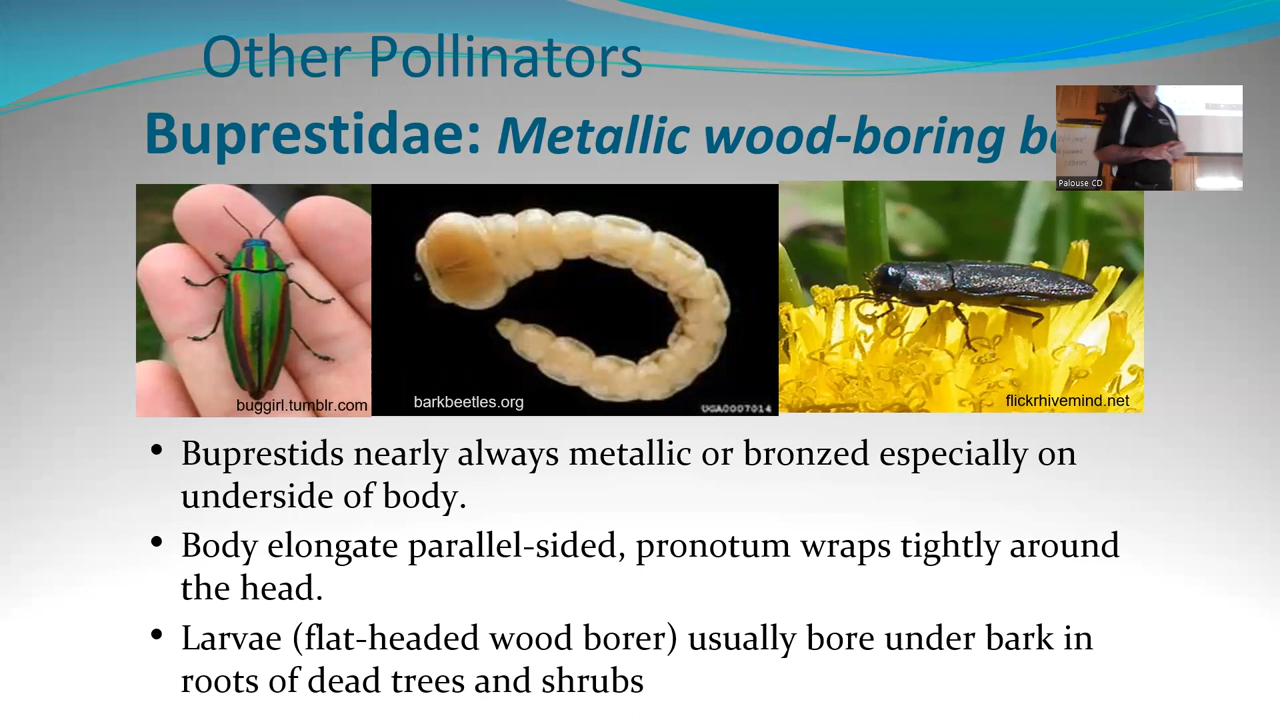 Other Pollinators
Buprestidae: Metallic wood-boring
Palouse CD
buggirl.tumblr.com
barkbeetles.org
UGA0007014
flickrhivemind.net
• Buprestids nearly always metallic or bronzed especially on
underside of body.
• Body elongate parallel-sided, pronotum wraps tightly around
the head.
• Larvae (flat-headed wood borer) usually bore under bark in
roots of dead trees and shrubs